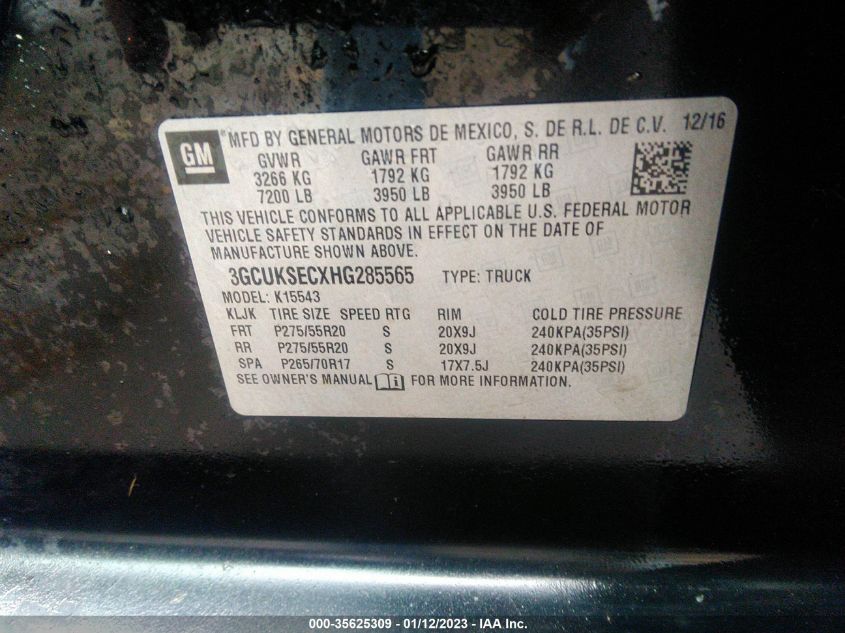 GM ® MFD BY GENERAL MOTORS DE MEXICO, S. DE R.L. DE C.V. 12/16
GVWR GAWR FRT GAWR RR
3266 KG 1792 KG 1792 KG
7200 LB 3950 LB 3950 LB
THIS VEHICLE CONFORMS TO ALL APPLICABLE U.S. FEDERAL MOTOR
VEHICLE SAFETY STANDARDS IN EFFECT ON THE DATE OF
MANUFACTURE SHOWN ABOVE.
3GCUKSECXHG285565 TYPE: TRUCK
MODEL: K15543
KLJK TIRE SIZE SPEED RTG RIM COLD TIRE PRESSURE
FRT P275/55R20 S 20X9J 240KPA(35PSI)
RR P275/55R20 S 20X9J 240KPA(35PSI)
SPA P265/70R17 S 17X7.5J 240KPA(35PSI)
SEE OWNER'S MANUAL i FOR MORE INFORMATION.
000-35625309 - 01/12/2023 - IAA Inc.